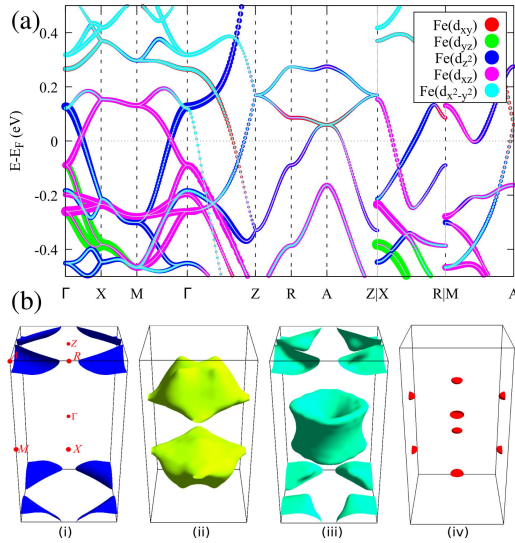 (a)
0.4
0.2
0
-0.2
-0.4
E-E_F (eV)
Fe(d_xy)
Fe(d_yz)
Fe(d_z²)
Fe(d_xz)
Fe(d_x²-y²)
Γ X M Γ Z R A Z|X R|M A
(b)
Z
R
Γ
M
X
(i) (ii) (iii) (iv)